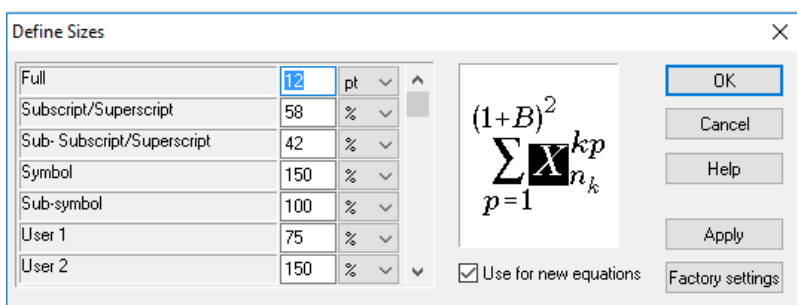 Define Sizes
Full 12 pt
Subscript/Superscript 58 %
Sub- Subscript/Superscript 42 %
Symbol 150 %
Sub-symbol 100 %
User 1 75 %
User 2 150 %
(1+B)²
∑ X kp
n k
p=1
Use for new equations
OK
Cancel
Help
Apply
Factory settings